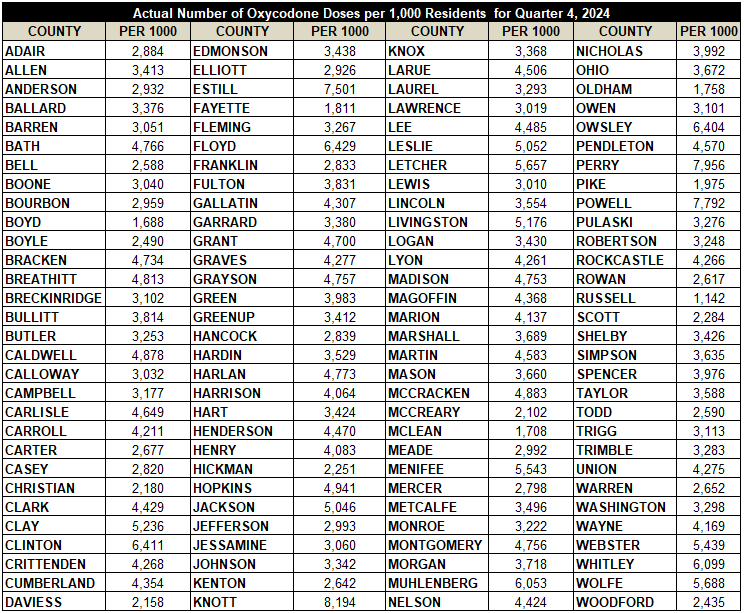 Actual Number of Oxycodone Doses per 1,000 Residents for Quarter 4, 2024
COUNTY PER 1000 COUNTY PER 1000 COUNTY PER 1000 COUNTY PER 1000
ADAIR 2,884 EDMONSON 3,438 KNOX 3,368 NICHOLAS 3,992
ALLEN 3,413 ELLIOTT 2,926 LARUE 4,506 OHIO 3,672
ANDERSON 2,932 ESTILL 7,501 LAUREL 3,293 OLDHAM 1,758
BALLARD 3,376 FAYETTE 1,811 LAWRENCE 3,019 OWEN 3,101
BARREN 3,051 FLEMING 3,267 LEE 4,485 OWSLEY 6,404
BATH 4,766 FLOYD 6,429 LESLIE 5,052 PENDLETON 4,570
BELL 2,588 FRANKLIN 2,833 LETCHER 5,657 PERRY 7,956
BOONE 3,040 FULTON 3,831 LEWIS 3,010 PIKE 1,975
BOURBON 2,959 GALLATIN 4,307 LINCOLN 3,554 POWELL 7,792
BOYD 1,688 GARRARD 3,380 LIVINGSTON 5,176 PULASKI 3,276
BOYLE 2,490 GRANT 4,700 LOGAN 3,430 ROBERTSON 3,248
BRACKEN 4,734 GRAVES 4,277 LYON 4,261 ROCKCASTLE 4,266
BREATHITT 4,813 GRAYSON 4,757 MADISON 4,753 ROWAN 2,617
BRECKINRIDGE 3,102 GREEN 3,983 MAGOFFIN 4,368 RUSSELL 1,142
BULLITT 3,814 GREENUP 3,412 MARION 4,137 SCOTT 2,284
BUTLER 3,253 HANCOCK 2,839 MARSHALL 3,689 SHELBY 3,426
CALDWELL 4,878 HARDIN 3,529 MARTIN 4,583 SIMPSON 3,635
CALLOWAY 3,032 HARLAN 4,773 MASON 3,660 SPENCER 3,976
CAMPBELL 3,177 HARRISON 4,064 MCCRACKEN 4,883 TAYLOR 3,588
CARLISLE 4,649 HART 3,424 MCCREARY 2,102 TODD 2,590
CARROLL 4,211 HENDERSON 4,470 MCLEAN 1,708 TRIGG 3,113
CARTER 2,677 HENRY 4,083 MEADE 2,992 TRIMBLE 3,283
CASEY 2,820 HICKMAN 2,251 MENIFEE 5,543 UNION 4,275
CHRISTIAN 2,180 HOPKINS 4,941 MERCER 2,798 WARREN 2,652
CLARK 4,429 JACKSON 5,046 METCALFE 3,496 WASHINGTON 3,298
CLAY 5,236 JEFFERSON 2,993 MONROE 3,222 WAYNE 4,169
CLINTON 6,411 JESSAMINE 3,060 MONTGOMERY 4,756 WEBSTER 5,439
CRITTENDEN 4,268 JOHNSON 3,342 MORGAN 3,718 WHITLEY 6,099
CUMBERLAND 4,354 KENTON 2,642 MUHLENBERG 6,053 WOLFE 5,688
DAVIESS 2,158 KNOTT 8,194 NELSON 4,424 WOODFORD 2,435